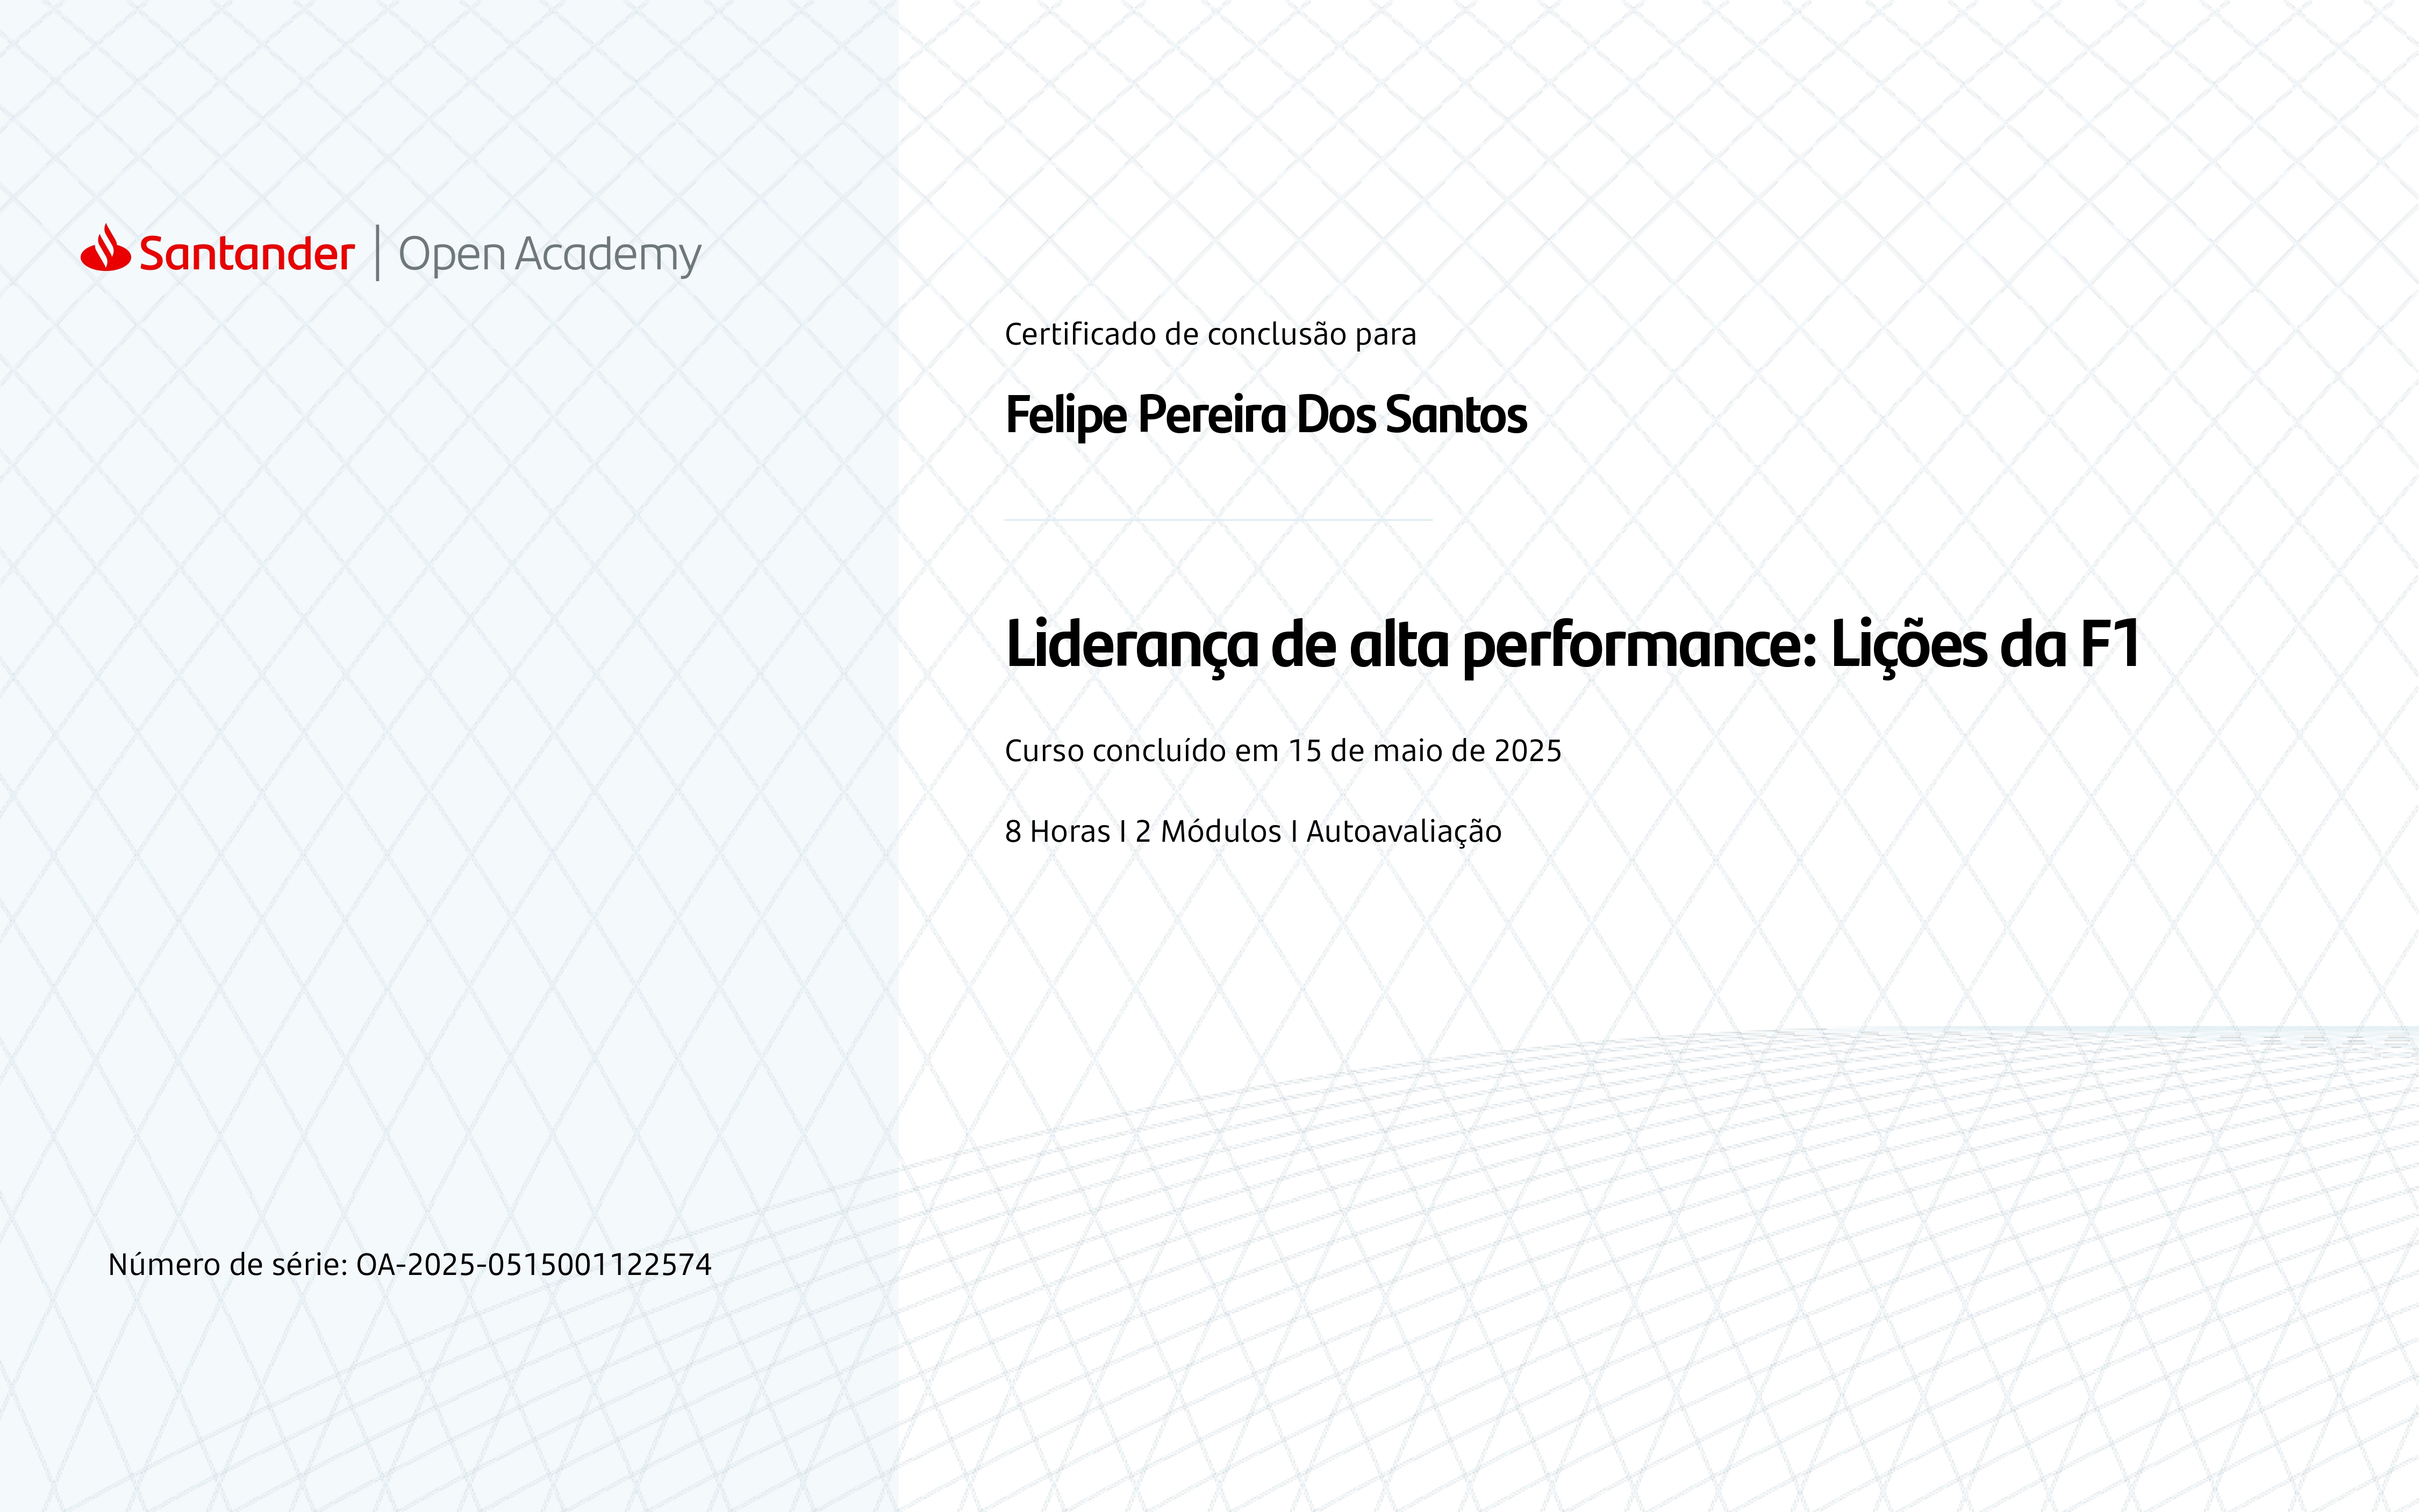 Santander | Open Academy
Certificado de conclusão para
Felipe Pereira Dos Santos
Liderança de alta performance: Lições da F1
Curso concluído em 15 de maio de 2025
8 Horas I 2 Módulos I Autoavaliação
Número de série: OA-2025-0515001122574